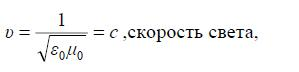 υ = 1/√(ε₀μ₀) = c ,скорость света,